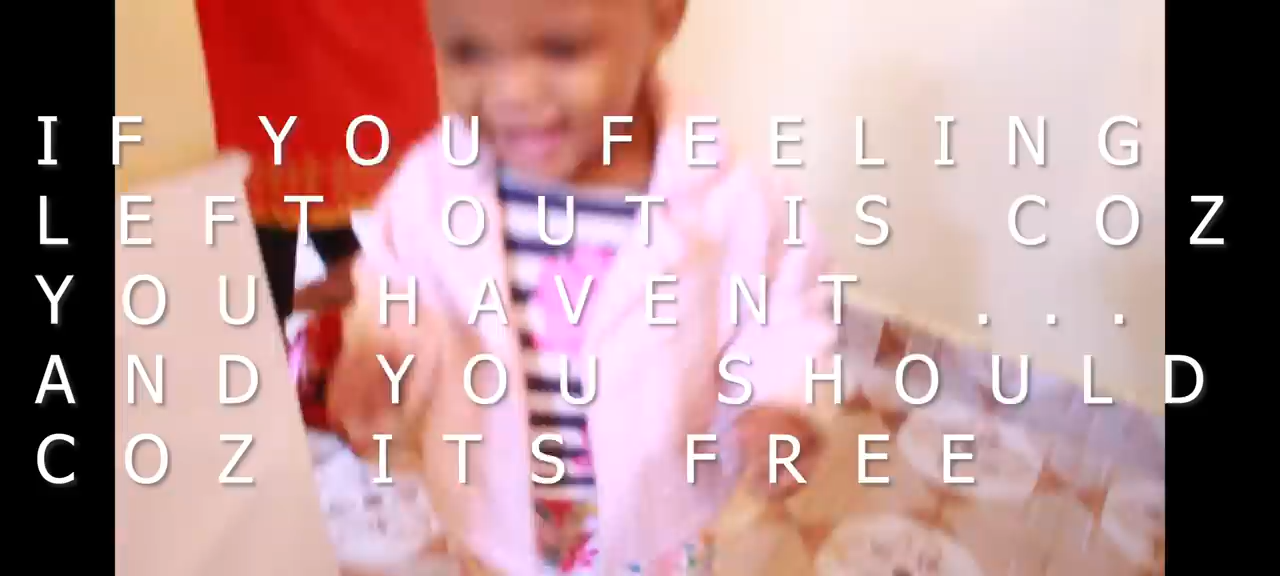 IF YOU FEELING
LEFT OUT IS COZ
YOU HAVENT ...
AND YOU SHOULD
COZ ITS FREE